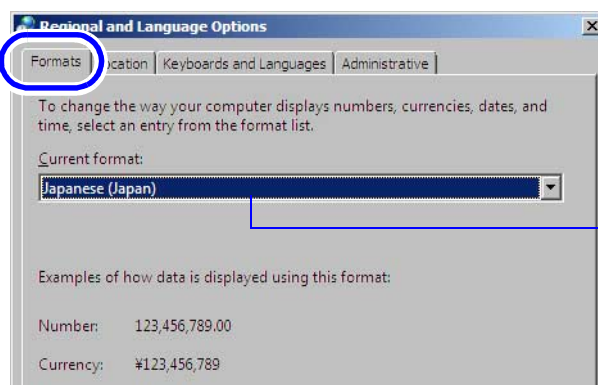 Regional and Language Options
Formats Location Keyboards and Languages Administrative
To change the way your computer displays numbers, currencies, dates, and
time, select an entry from the format list.
Current format:
Japanese (Japan)
Examples of how data is displayed using this format:
Number: 123,456,789.00
Currency: ¥123,456,789